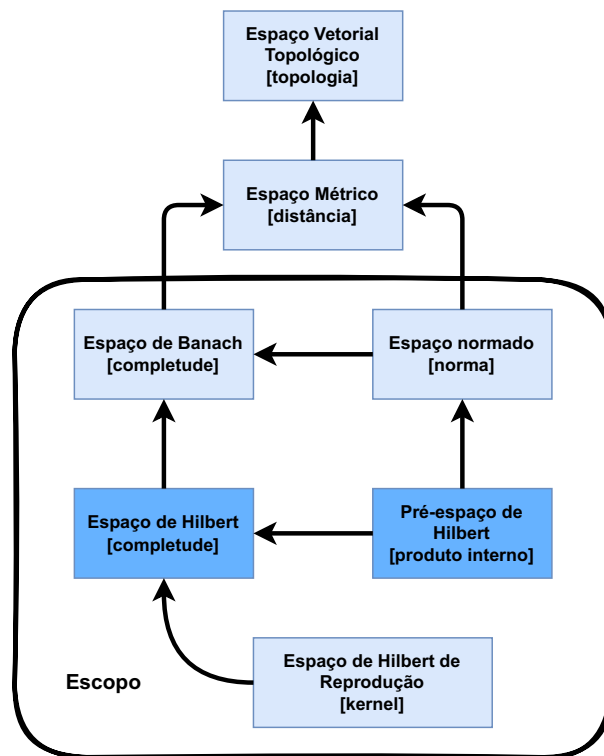 Espaço Vetorial
Topológico
[topologia]
Espaço Métrico
[distância]
Espaço de Banach
[completude]
Espaço normado
[norma]
Espaço de Hilbert
[completude]
Pré-espaço de
Hilbert
[produto interno]
Espaço de Hilbert de
Reprodução
[kernel]
Escopo